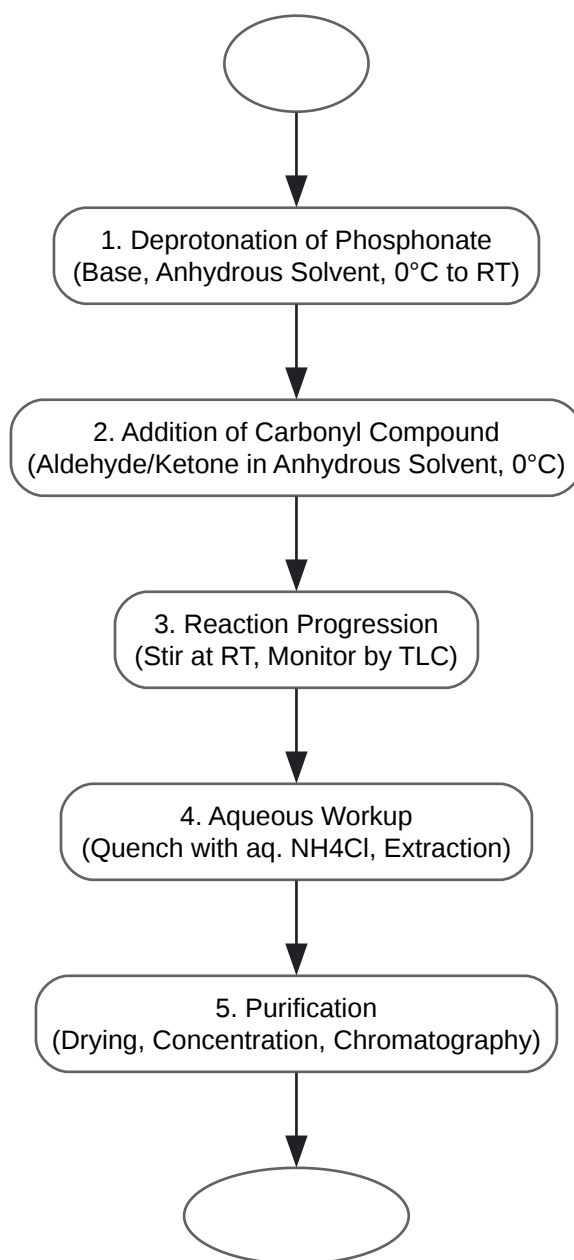 1. Deprotonation of Phosphonate
(Base, Anhydrous Solvent, 0°C to RT)
2. Addition of Carbonyl Compound
(Aldehyde/Ketone in Anhydrous Solvent, 0°C)
3. Reaction Progression
(Stir at RT, Monitor by TLC)
4. Aqueous Workup
(Quench with aq. NH4Cl, Extraction)
5. Purification
(Drying, Concentration, Chromatography)